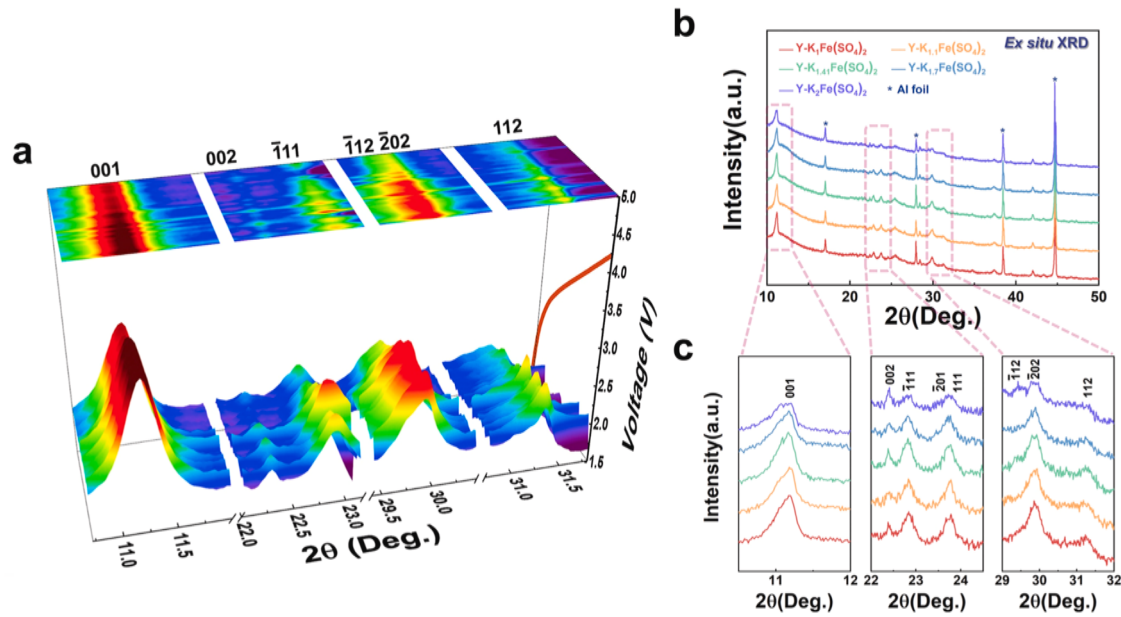 a
001
002
1̅11
1̅12 2̅02
112
5.0
4.5
4.0
3.5
3.0
2.5
2.0
1.5
Voltage (V)
11.0
11.5
22.0
22.5
23.0
29.5
30.0
31.0
31.5
2θ (Deg.)
b
Ex situ XRD
Y-K₁Fe(SO₄)₂
Y-K₁.₁Fe(SO₄)₂
Y-K₁.₄₁Fe(SO₄)₂
Y-K₁.₇Fe(SO₄)₂
Y-K₂Fe(SO₄)₂
* Al foil
*
*
*
*
Intensity(a.u.)
10 20 30 40 50
2θ(Deg.)
c
Intensity(a.u.)
001
11 12
2θ(Deg.)
002
1̅11
2̅01
1̅11
22 23 24
2θ(Deg.)
1̅12
2̅02
112
29 30 31 32
2θ(Deg.)